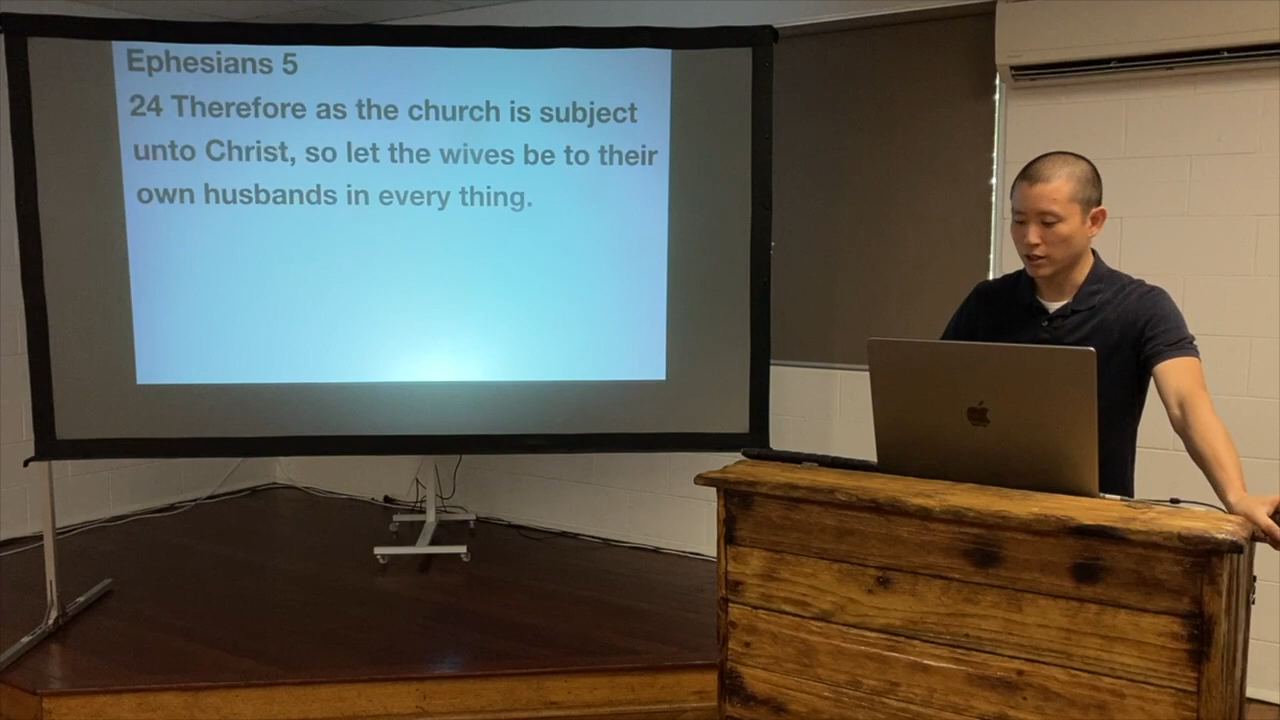 Ephesians 5
24 Therefore as the church is subject
unto Christ, so let the wives be to their
own husbands in every thing.